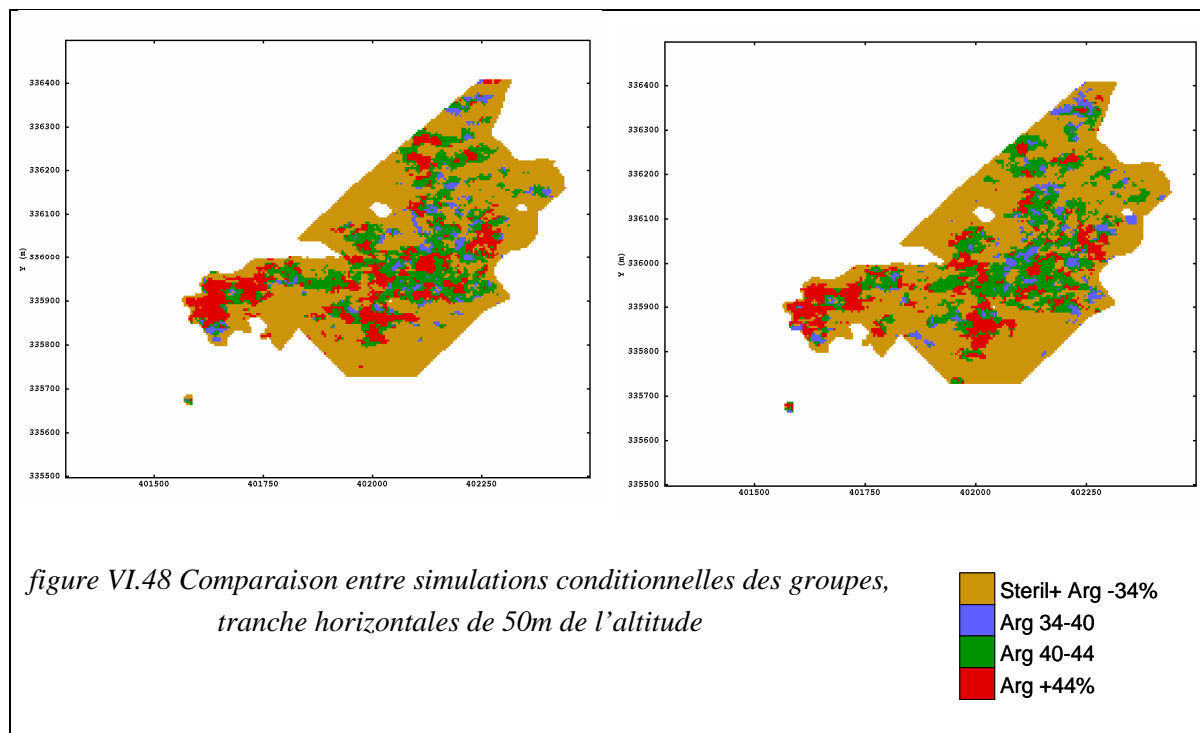 336400
336300
336200
336100
336000
335900
335800
335700
335600
335500
Y (m)
401500 401750 402000 402250
336400
336300
336200
336100
336000
335900
335800
335700
335600
335500
Y (m)
401500 401750 402000 402250
figure VI.48 Comparaison entre simulations conditionnelles des groupes,
tranche horizontales de 50m de l'altitude
Steril+ Arg -34%
Arg 34-40
Arg 40-44
Arg +44%